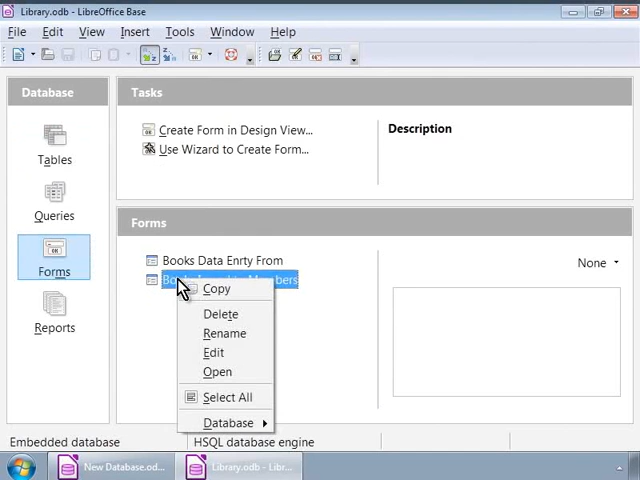 Library.odb - LibreOffice Base
File Edit View Insert Tools Window Help
Database
Tables
Queries
Forms
Reports
Tasks
Create Form in Design View...
Use Wizard to Create Form...
Description
Forms
Books Data Enrty From
None
Copy
Delete
Rename
Edit
Open
Select All
Database
Embedded database
HSQL database engine
New Database.od...
Library.odb - Libr...